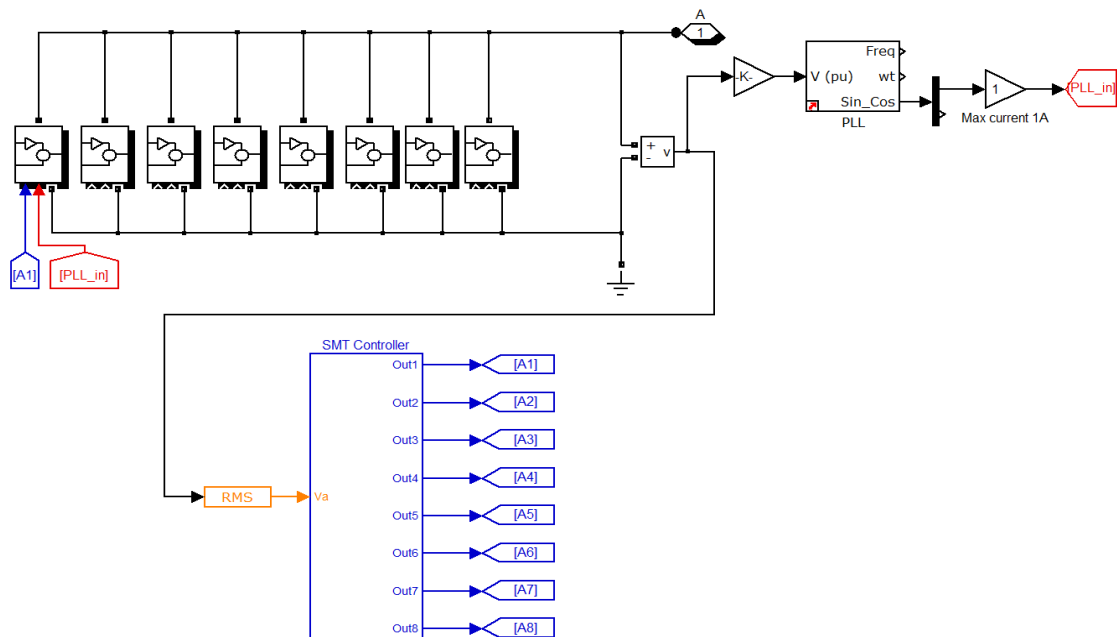 A
1
-K-
V (pu)
Freq
wt
Sin_Cos
PLL
1
Max current 1A
[PLL_in]
+
-
v
[A1]
[PLL_in]
SMT Controller
RMS
Va
Out1
[A1]
Out2
[A2]
Out3
[A3]
Out4
[A4]
Out5
[A5]
Out6
[A6]
Out7
[A7]
Out8
[A8]